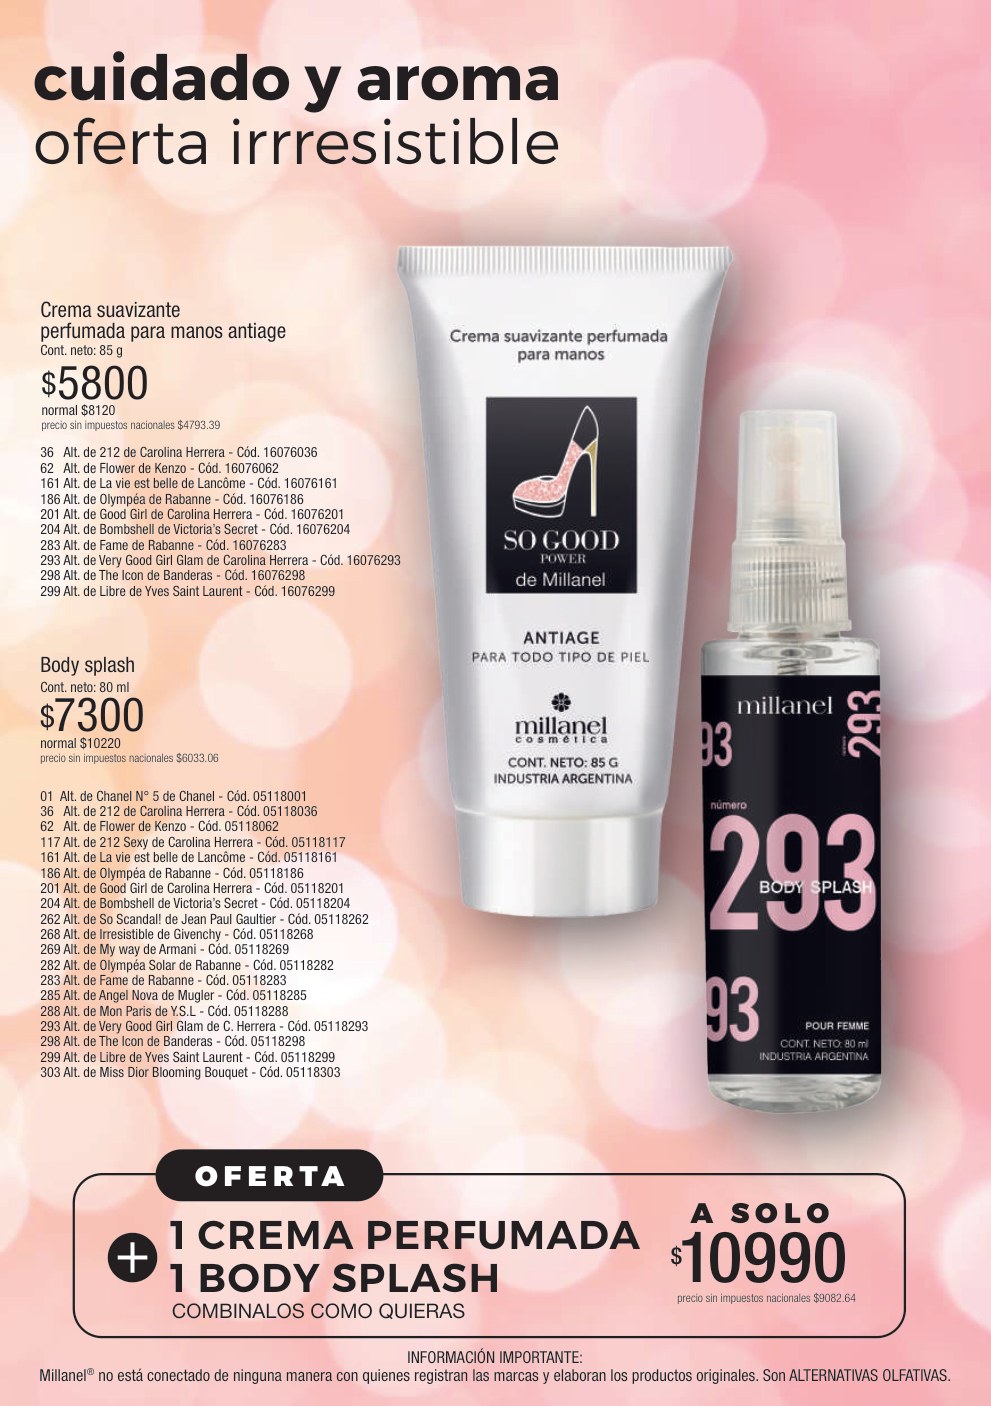 cuidado y aroma
oferta irrresistible
Crema suavizante
perfumada para manos antiage
Cont. neto: 85 g
$5800
normal $8120
precio sin impuestos nacionales $4793.39
36 Alt. de 212 de Carolina Herrera - Cód. 16076036
62 Alt. de Flower de Kenzo - Cód. 16076062
161 Alt. de La vie est belle de Lancôme - Cód. 16076161
186 Alt. de Olympéa de Rabanne - Cód. 16076186
201 Alt. de Good Girl de Carolina Herrera - Cód. 16076201
204 Alt. de Bombshell de Victoria's Secret - Cód. 16076204
283 Alt. de Fame de Rabanne - Cód. 16076283
293 Alt. de Very Good Girl Glam de Carolina Herrera - Cód. 16076293
298 Alt. de The Icon de Banderas - Cód. 16076298
299 Alt. de Libre de Yves Saint Laurent - Cód. 16076299
Body splash
Cont. neto: 80 ml
$7300
normal $10220
precio sin impuestos nacionales $6033.06
01 Alt. de Chanel N° 5 de Chanel - Cód. 05118001
36 Alt. de 212 de Carolina Herrera - Cód. 05118036
62 Alt. de Flower de Kenzo - Cód. 05118062
117 Alt. de 212 Sexy de Carolina Herrera - Cód. 05118117
161 Alt. de La vie est belle de Lancôme - Cód. 05118161
186 Alt. de Olympéa de Rabanne - Cód. 05118186
201 Alt. de Good Girl de Carolina Herrera - Cód. 05118201
204 Alt. de Bombshell de Victoria's Secret - Cód. 05118204
262 Alt. de So Scandal! de Jean Paul Gaultier - Cód. 05118262
268 Alt. de Irresistible de Givenchy - Cód. 05118268
269 Alt. de My way de Armani - Cód. 05118269
282 Alt. de Olympéa Solar de Rabanne - Cód. 05118282
283 Alt. de Fame de Rabanne - Cód. 05118283
285 Alt. de Angel Nova de Mugler - Cód. 05118285
288 Alt. de Mon Paris de Y.S.L - Cód. 05118288
293 Alt. de Very Good Girl Glam de C. Herrera - Cód. 05118293
298 Alt. de The Icon de Banderas - Cód. 05118298
299 Alt. de Libre de Yves Saint Laurent - Cód. 05118299
303 Alt. de Miss Dior Blooming Bouquet - Cód. 05118303
Crema suavizante perfumada
para manos
SO GOOD
POWER
de Millanel
ANTIAGE
PARA TODO TIPO DE PIEL
millanel
cosmética
CONT. NETO: 85 G
INDUSTRIA ARGENTINA
millanel
93
293
número
293
BODY SPLASH
93
POUR FEMME
CONT. NETO: 80 ml
INDUSTRIA ARGENTINA
OFERTA
1 CREMA PERFUMADA
+
1 BODY SPLASH
COMBINALOS COMO QUIERAS
A SOLO
$10990
precio sin impuestos nacionales $9082.64
INFORMACIÓN IMPORTANTE:
Millanel® no está conectado de ninguna manera con quienes registran las marcas y elaboran los productos originales. Son ALTERNATIVAS OLFATIVAS.